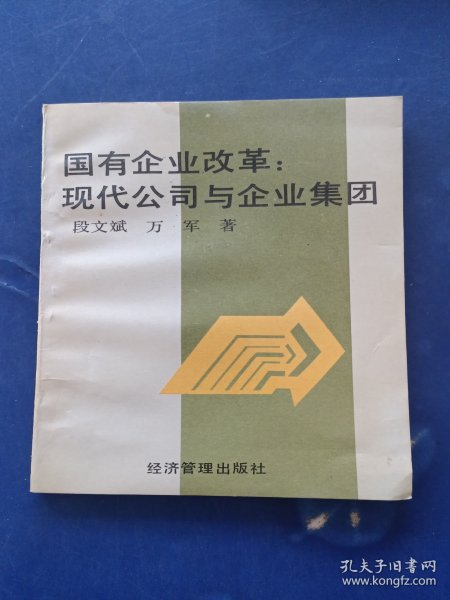 国有企业改革：
现代公司与企业集团
段文斌 万 军 著
经济管理出版社
孔夫子旧书网
www.kongfz.com